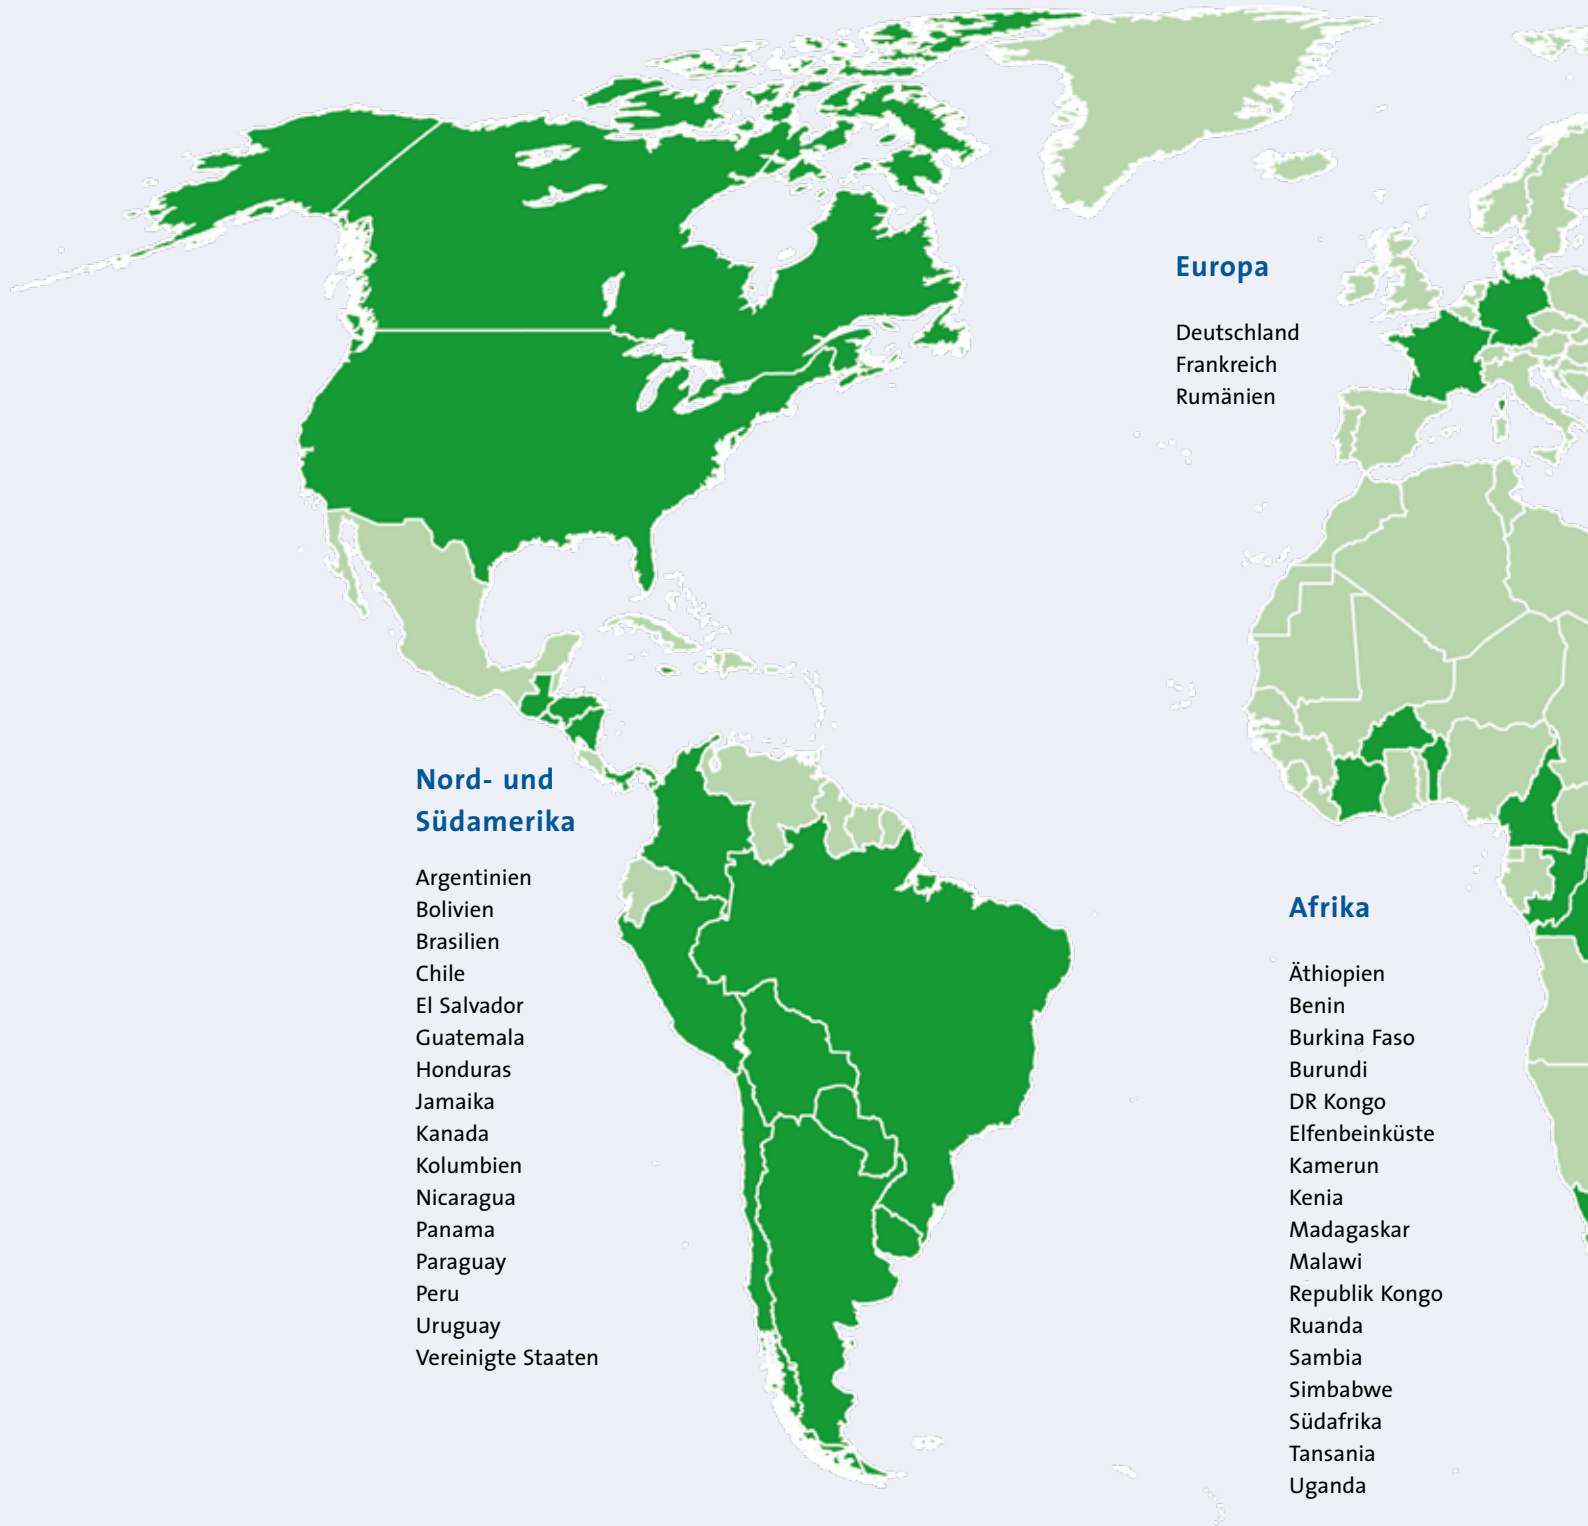 Europa
Deutschland
Frankreich
Rumänien
Nord- und
Südamerika
Argentinien
Bolivien
Brasilien
Chile
El Salvador
Guatemala
Honduras
Jamaika
Kanada
Kolumbien
Nicaragua
Panama
Paraguay
Peru
Uruguay
Vereinigte Staaten
Afrika
Äthiopien
Benin
Burkina Faso
Burundi
DR Kongo
Elfenbeinküste
Kamerun
Kenia
Madagaskar
Malawi
Republik Kongo
Ruanda
Sambia
Simbabwe
Südafrika
Tansania
Uganda